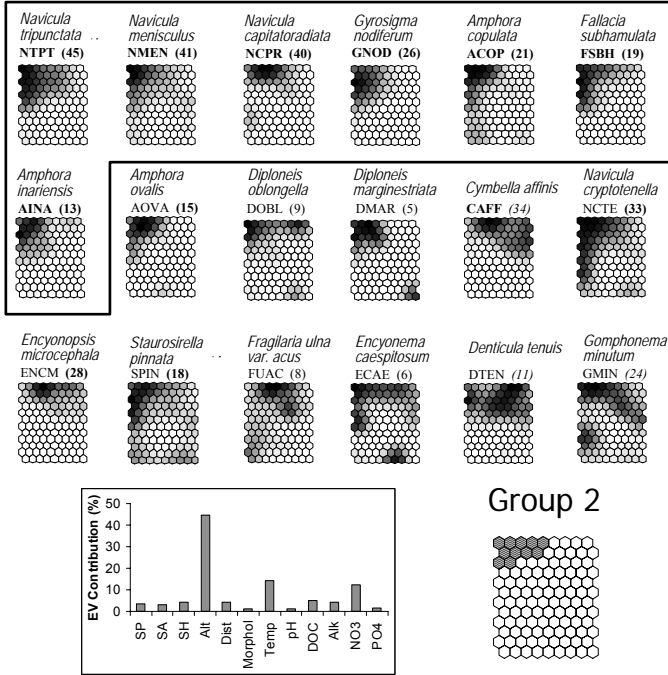 Navicula Navicula Navicula Gyrosigma Amphora Fallacia
tripunctata .. menisculus capitatoradiata nodiferum copulata subhamulata
NTPT (45) NMEN (41) NCPR (40) GNOD (26) ACOP (21) FSBH (19)
Amphora Amphora Diploneis Diploneis Cymbella affinis Navicula
inariensis ovalis oblongella marginestriata CAFF (34) cryptotenella
AINA (13) AOVA (15) DOBL (9) DMAR (5) NCTE (33)
Encyonopsis Staurosirella Fragilaria ulna Encyonema Denticula tenuis Gomphonema
microcephala pinnata var. acus caespitosum DTEN (11) minutum
ENCM (28) SPIN (18) FUAC (8) ECAE (6) GMIN (24)
EV Contribution (%)
50
40
30
20
10
0
SP SA SH Alt Dist Morphol Temp pH DOC Alk NO3 PO4
Group 2